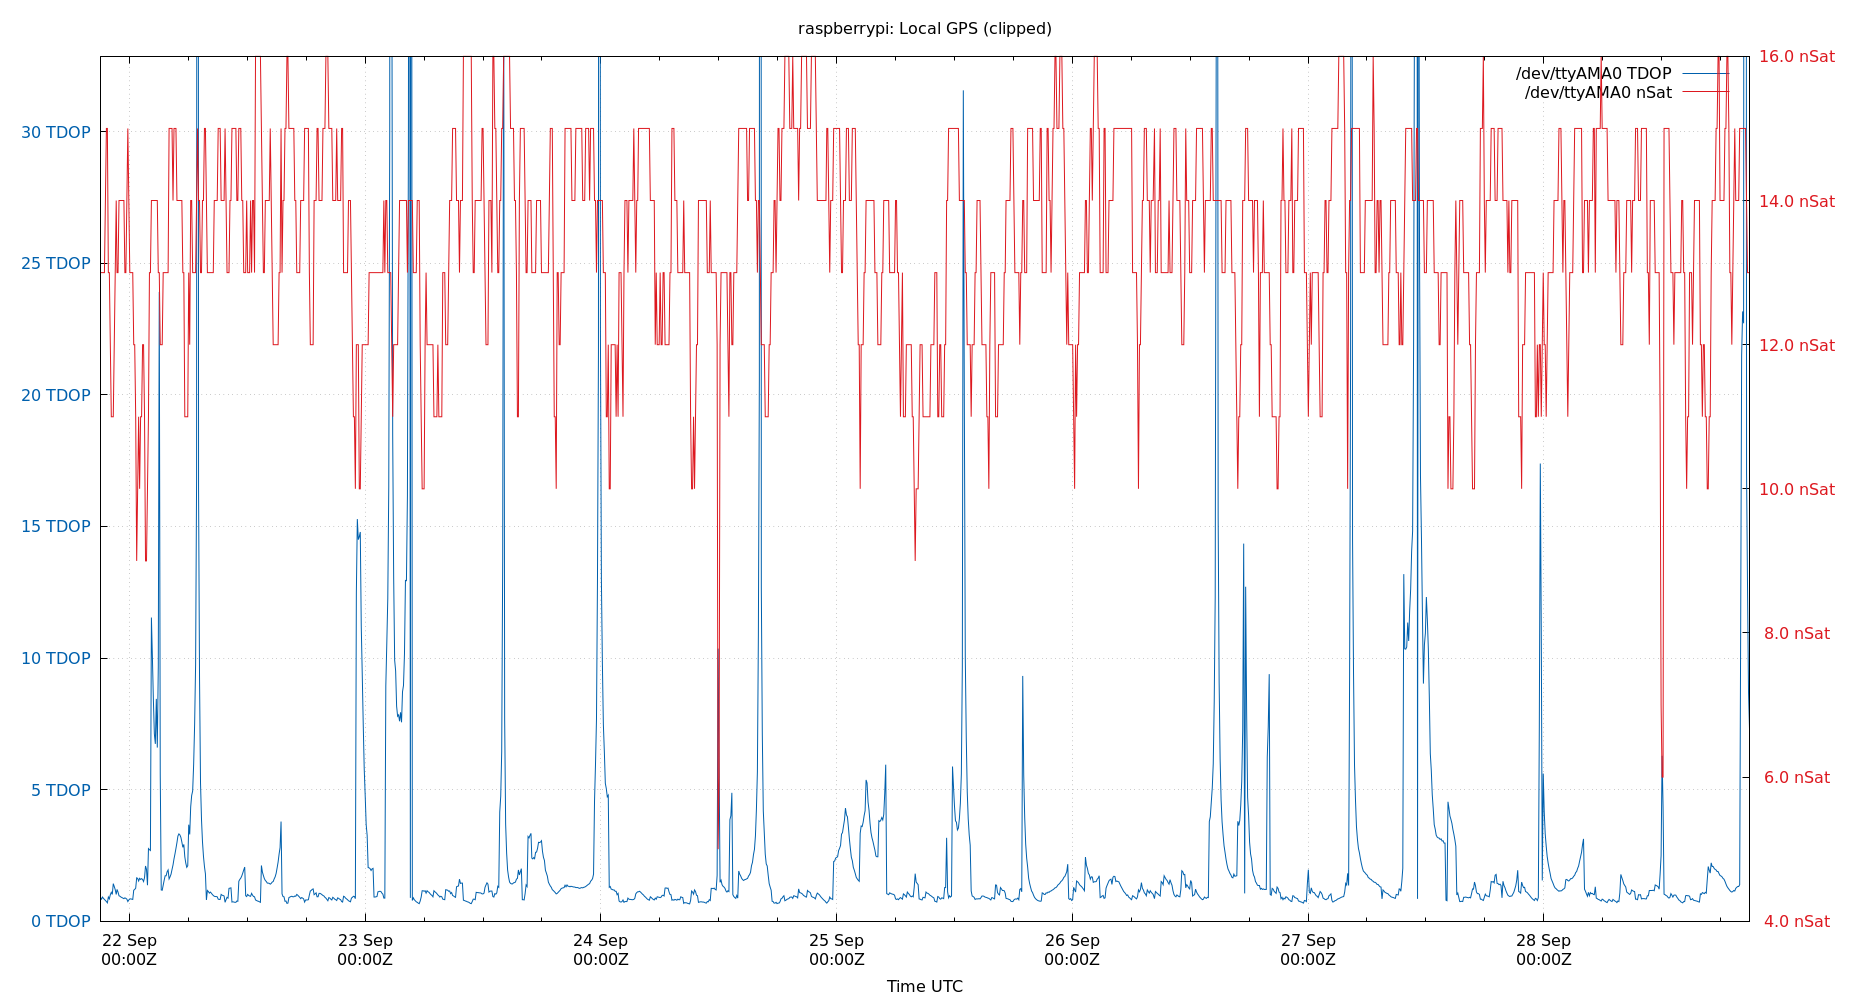 raspberrypi: Local GPS (clipped)
/dev/ttyAMA0 TDOP
/dev/ttyAMA0 nSat
30 TDOP
25 TDOP
20 TDOP
15 TDOP
10 TDOP
5 TDOP
0 TDOP
16.0 nSat
14.0 nSat
12.0 nSat
10.0 nSat
8.0 nSat
6.0 nSat
4.0 nSat
22 Sep
00:00Z
23 Sep
00:00Z
24 Sep
00:00Z
25 Sep
00:00Z
26 Sep
00:00Z
27 Sep
00:00Z
28 Sep
00:00Z
Time UTC